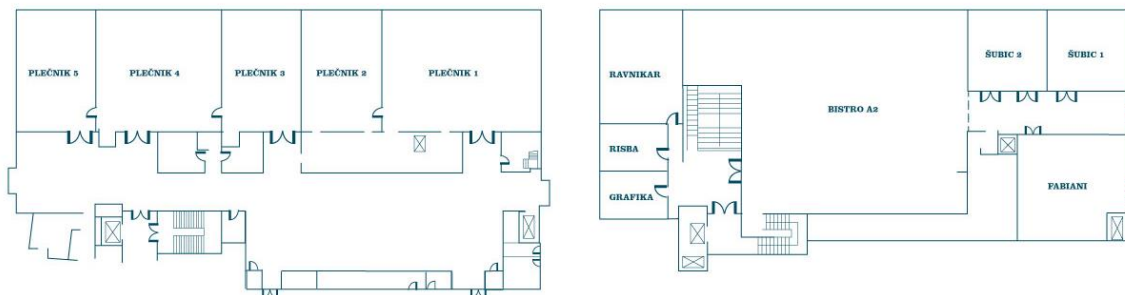 PLEČNIK 5
PLEČNIK 4
PLEČNIK 3
PLEČNIK 2
PLEČNIK 1
RAVNIKAR
RISBA
GRAFIKA
BISTRO A2
ŠUBIC 2
ŠUBIC 1
FABIANI